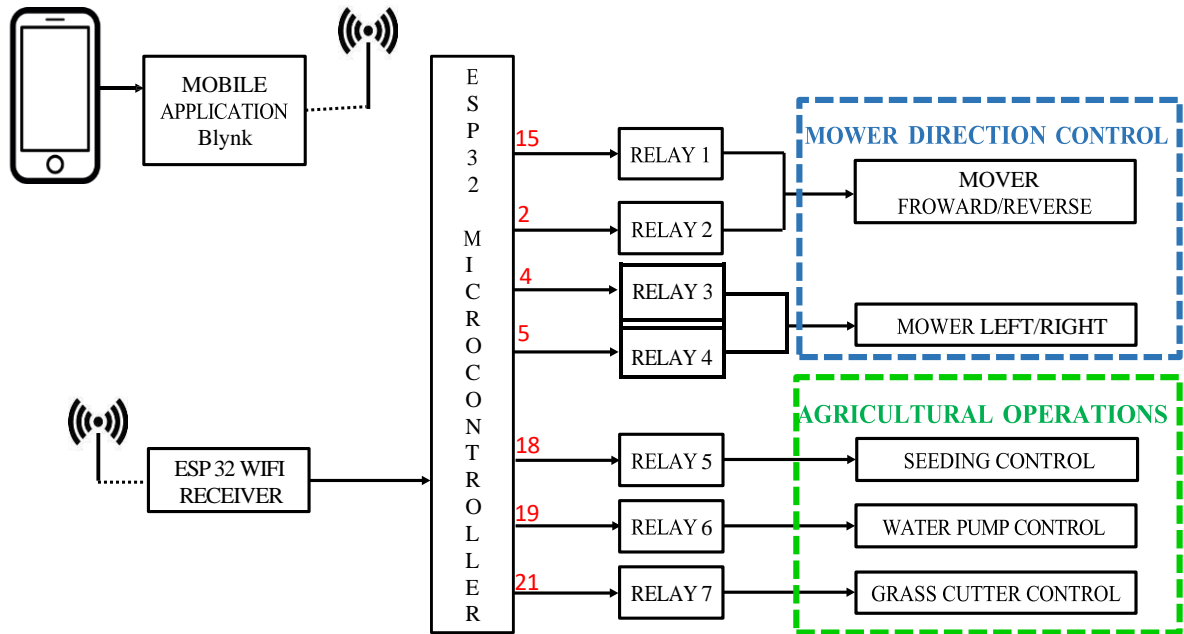 MOBILE
APPLICATION
Blynk
ESP32 MICROCONTROLLER
15
RELAY 1
2
RELAY 2
4
RELAY 3
5
RELAY 4
MOWER DIRECTION CONTROL
MOVER
FROWARD/REVERSE
MOWER LEFT/RIGHT
ESP 32 WIFI
RECEIVER
18
RELAY 5
19
RELAY 6
21
RELAY 7
AGRICULTURAL OPERATIONS
SEEDING CONTROL
WATER PUMP CONTROL
GRASS CUTTER CONTROL